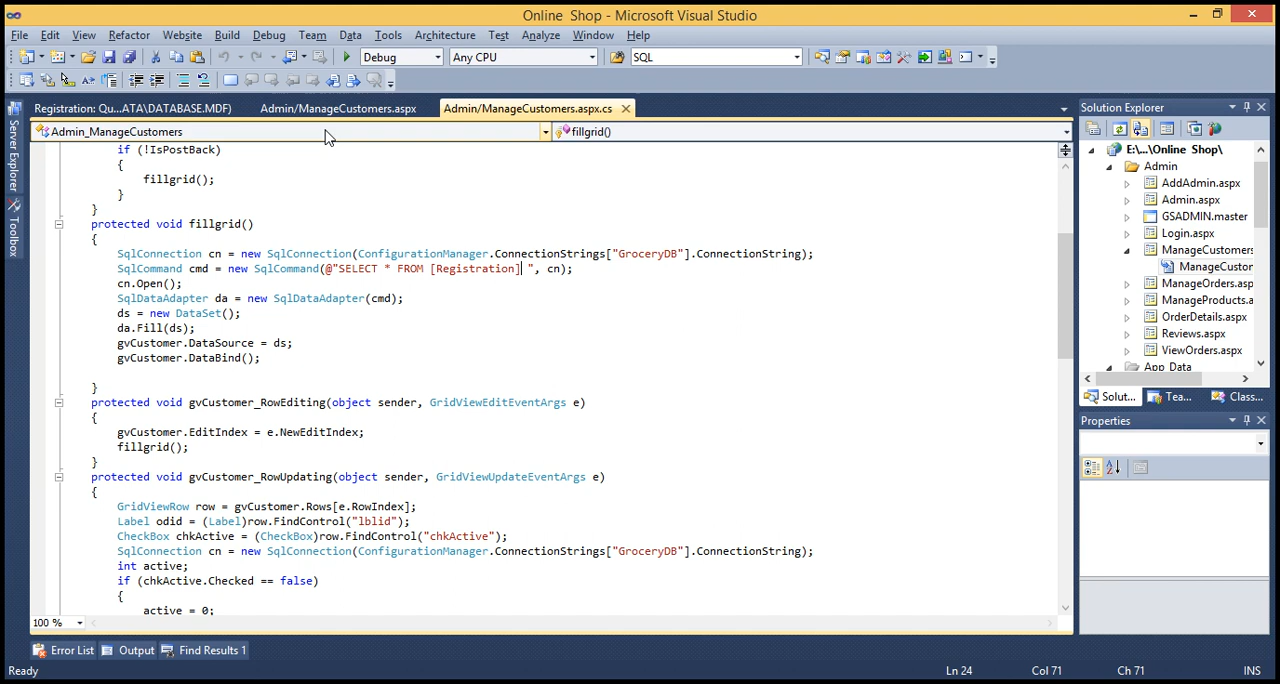 Online Shop - Microsoft Visual Studio
File Edit View Refactor Website Build Debug Team Data Tools Architecture Test Analyze Window Help
Debug Any CPU SQL
Registration: Qu...ATA\DATABASE.MDF) Admin/ManageCustomers.aspx Admin/ManageCustomers.aspx.cs
Admin_ManageCustomers fillgrid()
Server Explorer
Toolbox
if (!IsPostBack)
{
fillgrid();
}
}
protected void fillgrid()
{
SqlConnection cn = new SqlConnection(ConfigurationManager.ConnectionStrings["GroceryDB"].ConnectionString);
SqlCommand cmd = new SqlCommand(@"SELECT * FROM [Registration] ", cn);
cn.Open();
SqlDataAdapter da = new SqlDataAdapter(cmd);
ds = new DataSet();
da.Fill(ds);
gvCustomer.DataSource = ds;
gvCustomer.DataBind();
}
protected void gvCustomer_RowEditing(object sender, GridViewEditEventArgs e)
{
gvCustomer.EditIndex = e.NewEditIndex;
fillgrid();
}
protected void gvCustomer_RowUpdating(object sender, GridViewUpdateEventArgs e)
{
GridViewRow row = gvCustomer.Rows[e.RowIndex];
Label odid = (Label)row.FindControl("lblid");
CheckBox chkActive = (CheckBox)row.FindControl("chkActive");
SqlConnection cn = new SqlConnection(ConfigurationManager.ConnectionStrings["GroceryDB"].ConnectionString);
int active;
if (chkActive.Checked == false)
{
active = 0;
100 %
Solution Explorer
E:\...\Online Shop\
Admin
AddAdmin.aspx
Admin.aspx
GSADMIN.master
Login.aspx
ManageCustomers
ManageCustor
ManageOrders.asp
ManageProducts.a
OrderDetails.aspx
Reviews.aspx
ViewOrders.aspx
App_Data
Solut... Tea... Class...
Properties
Error List Output Find Results 1
Ready Ln 24 Col 71 Ch 71 INS